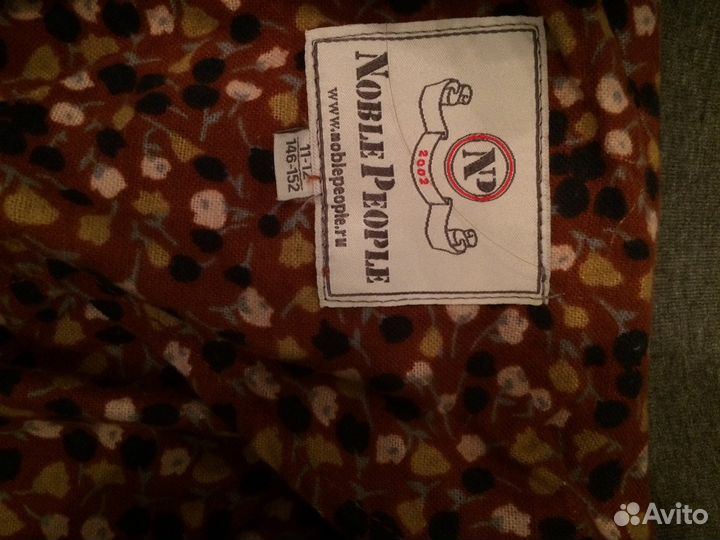 NP
2002
NOBLE PEOPLE
www.noblepeople.ru
11-12
146-152
Avito